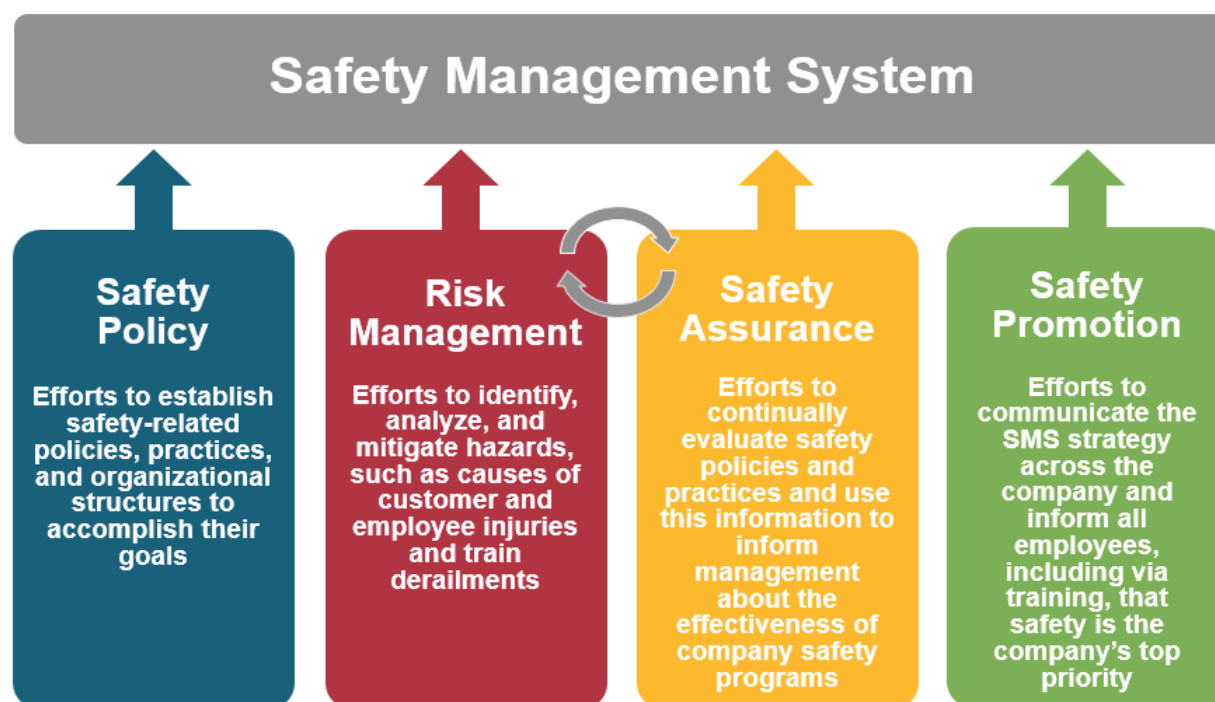 Safety Management System
Safety
Policy
Efforts to establish
safety-related
policies, practices,
and organizational
structures to
accomplish their
goals
Risk
Management
Efforts to identify,
analyze, and
mitigate hazards,
such as causes of
customer and
employee injuries
and train
derailments
Safety
Assurance
Efforts to
continually
evaluate safety
policies and
practices and use
this information to
inform
management
about the
effectiveness of
company safety
programs
Safety
Promotion
Efforts to
communicate the
SMS strategy
across the
company and
inform all
employees,
including via
training, that
safety is the
company’s top
priority